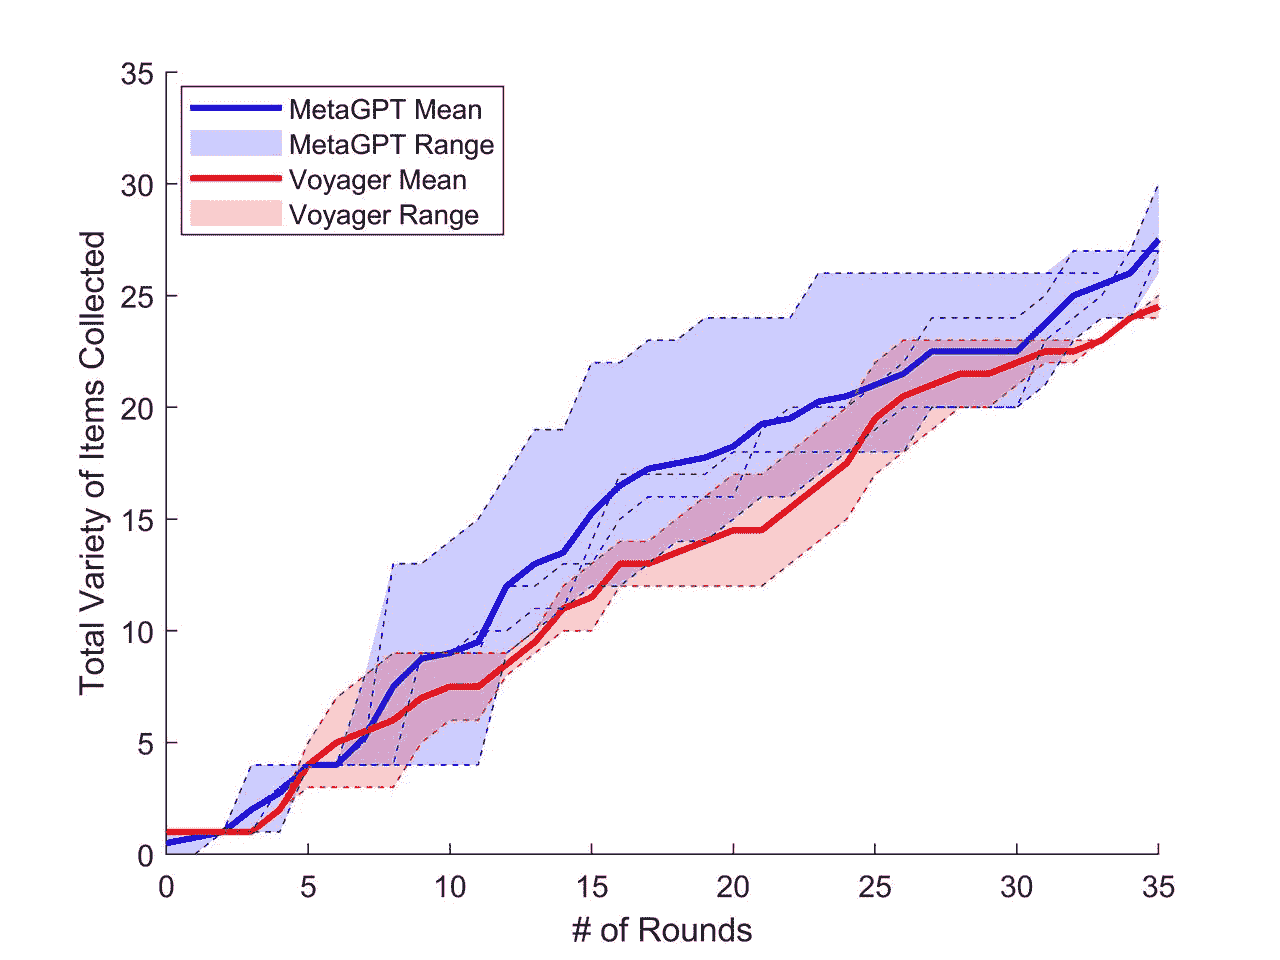 35
30
25
20
15
10
5
0
MetaGPT Mean
MetaGPT Range
Voyager Mean
Voyager Range
Total Variety of Items Collected
0 5 10 15 20 25 30 35
# of Rounds